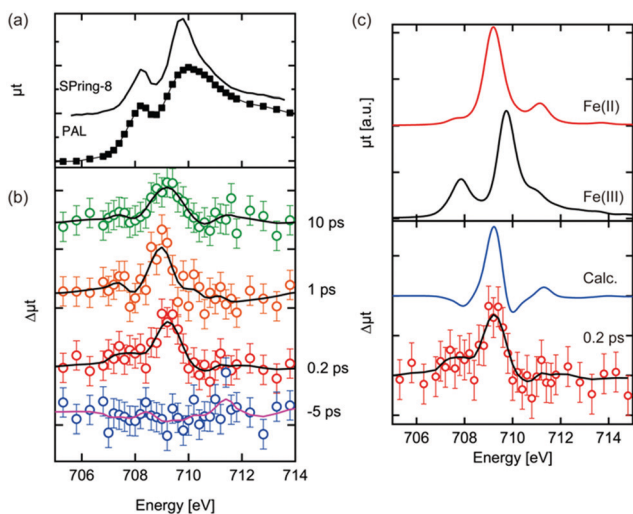 (a)
μt
SPring-8
PAL
(b)
Δμt
10 ps
1 ps
0.2 ps
-5 ps
706 708 710 712 714
Energy [eV]
(c)
μt [a.u.]
Fe(II)
Fe(III)
Calc.
Δμt
0.2 ps
706 708 710 712 714
Energy [eV]